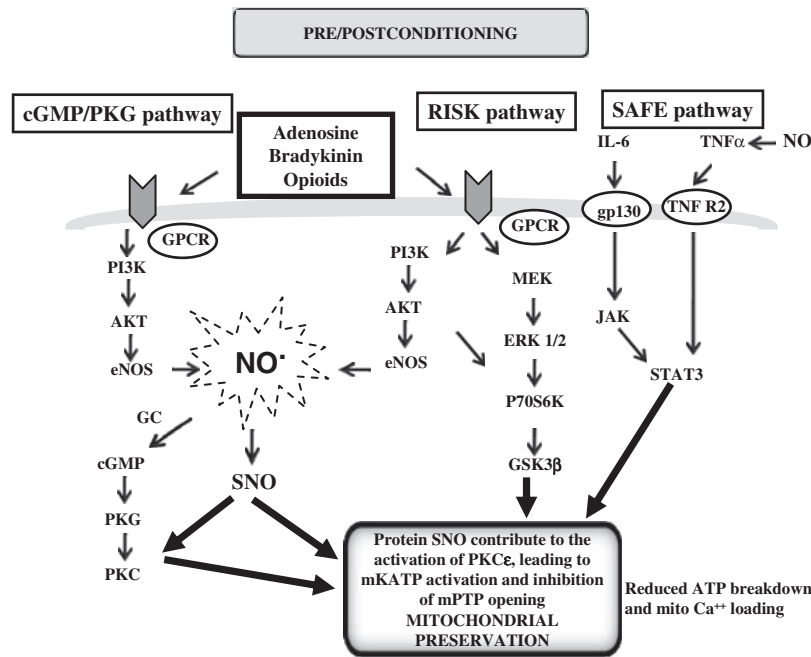 PRE/POSTCONDITIONING
cGMP/PKG pathway
Adenosine
Bradykinin
Opioids
RISK pathway
SAFE pathway
IL-6
TNFα
NO
GPCR
GPCR
gp130
TNF R2
PI3K
AKT
eNOS
NO·
PI3K
AKT
eNOS
MEK
ERK 1/2
P70S6K
GSK3β
JAK
STAT3
GC
cGMP
PKG
PKC
SNO
Protein SNO contribute to the
activation of PKCε, leading to
mKATP activation and inhibition
of mPTP opening
MITOCHONDRIAL
PRESERVATION
Reduced ATP breakdown
and mito Ca⁺⁺ loading